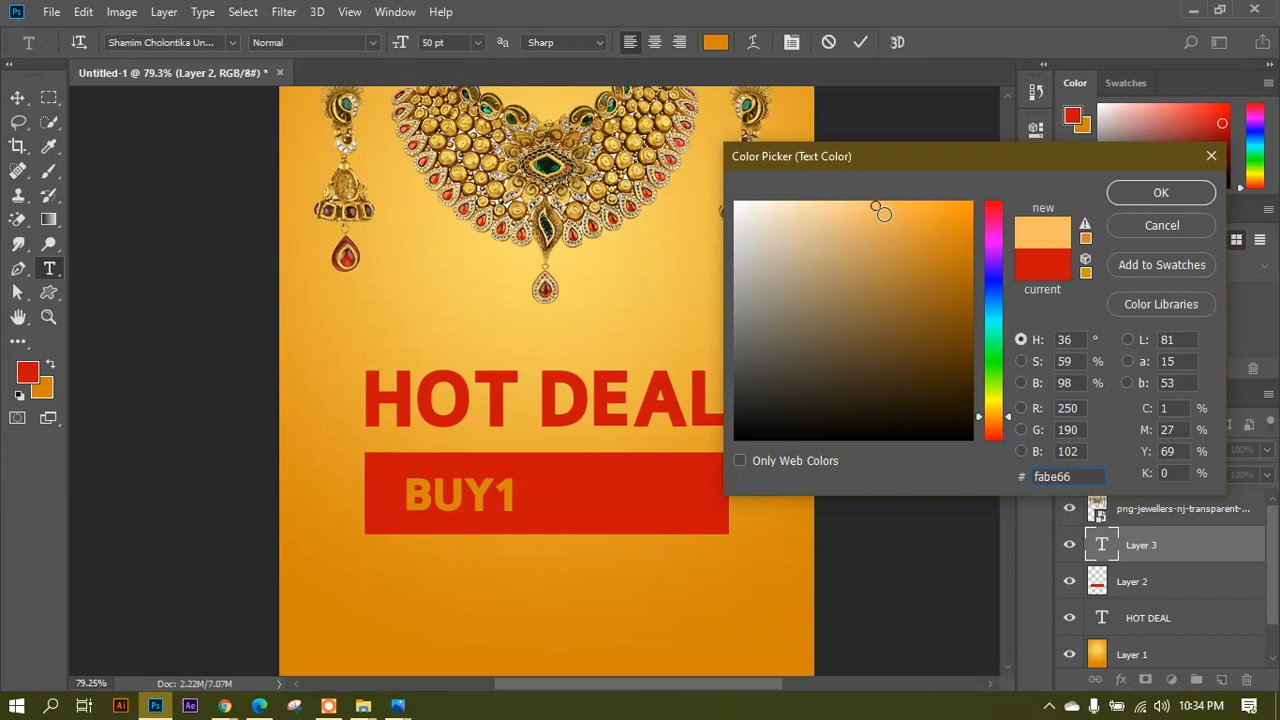 Ps File Edit Image Layer Type Select Filter 3D View Window Help
Shamim Cholontika Un... Normal 50 pt Sharp 3D
Untitled-1 @ 79.3% (Layer 2, RGB/8#) *
Color Swatches
Color Picker (Text Color)
OK
new
Cancel
Add to Swatches
current
Color Libraries
H: 36 ° L: 81
S: 59 % a: 15
B: 98 % b: 53
R: 250 C: 1 %
G: 190 M: 27 %
B: 102 Y: 69 %
# fabe66 K: 0 %
Only Web Colors
HOT DEAL
BUY1
png-jewellers-nj-transparent-...
Layer 3
Layer 2
HOT DEAL
Layer 1
79.25% Doc: 2.22M/7.07M
Ai Ps Ae 10:34 PM